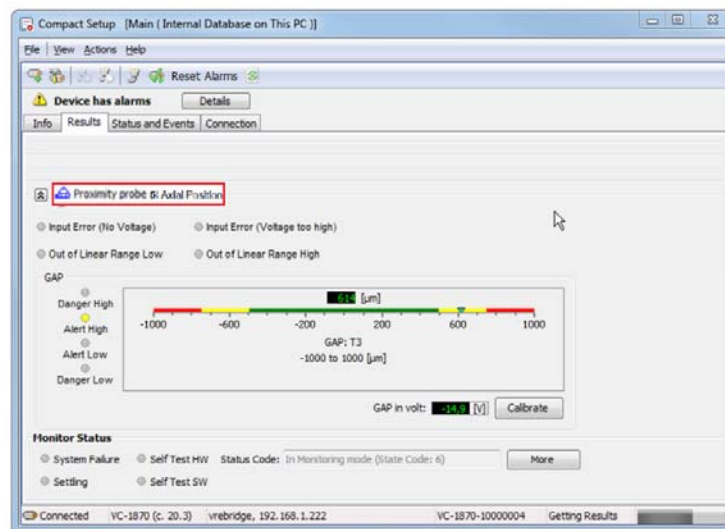 Compact Setup [Main ( Internal Database on This PC )]
File View Actions Help
Reset Alarms
Device has alarms Details
Info Results Status and Events Connection
Proximity probe 6: Axial Position
Input Error (No Voltage) Input Error (Voltage too high)
Out of Linear Range Low Out of Linear Range High
GAP
Danger High
Alert High
Alert Low
Danger Low
614 [µm]
-1000 -600 -200 200 600 1000
GAP: T3
-1000 to 1000 [µm]
GAP in volt: -14,9 [V] Calibrate
Monitor Status
System Failure Self Test HW Status Code: In Monitoring mode (State Code: 6) More
Settling Self Test SW
Connected VC-1870 (c. 20.3) vrebridge, 192.168.1.222 VC-1870-10000004 Getting Results